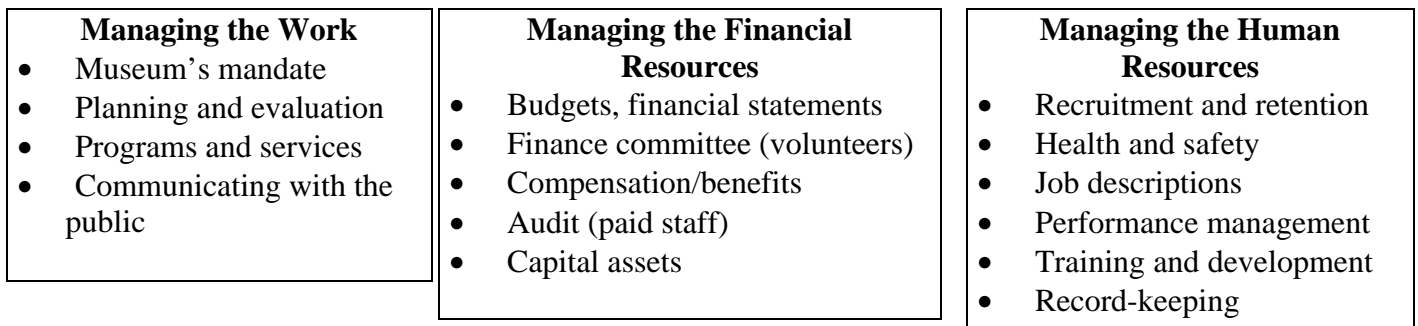 Managing the Work
• Museum’s mandate
• Planning and evaluation
• Programs and services
• Communicating with the
public
Managing the Financial
Resources
• Budgets, financial statements
• Finance committee (volunteers)
• Compensation/benefits
• Audit (paid staff)
• Capital assets
Managing the Human
Resources
• Recruitment and retention
• Health and safety
• Job descriptions
• Performance management
• Training and development
• Record-keeping